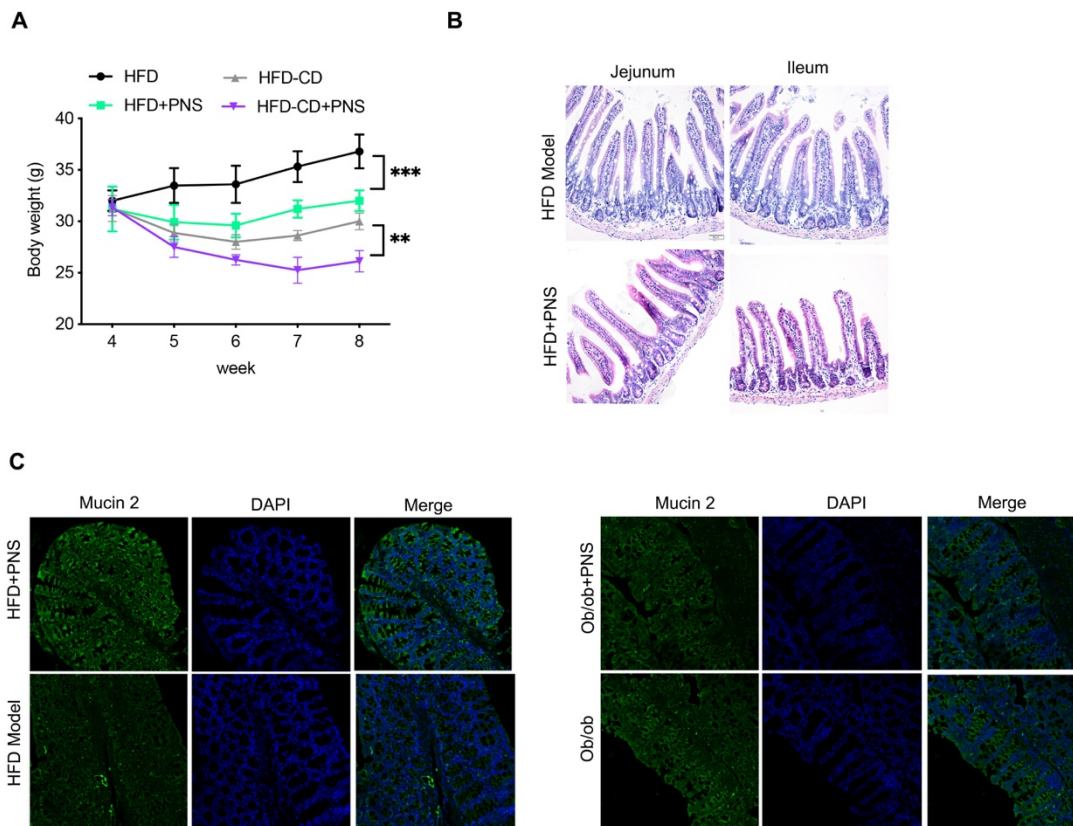 A
HFD
HFD-CD
HFD+PNS
HFD-CD+PNS
40
35
30
25
20
Body weight (g)
4 5 6 7 8
week
***
**
B
Jejunum Ileum
HFD Model
HFD+PNS
C
Mucin 2 DAPI Merge
HFD+PNS
HFD Model
Mucin 2 DAPI Merge
Ob/ob+PNS
Ob/ob